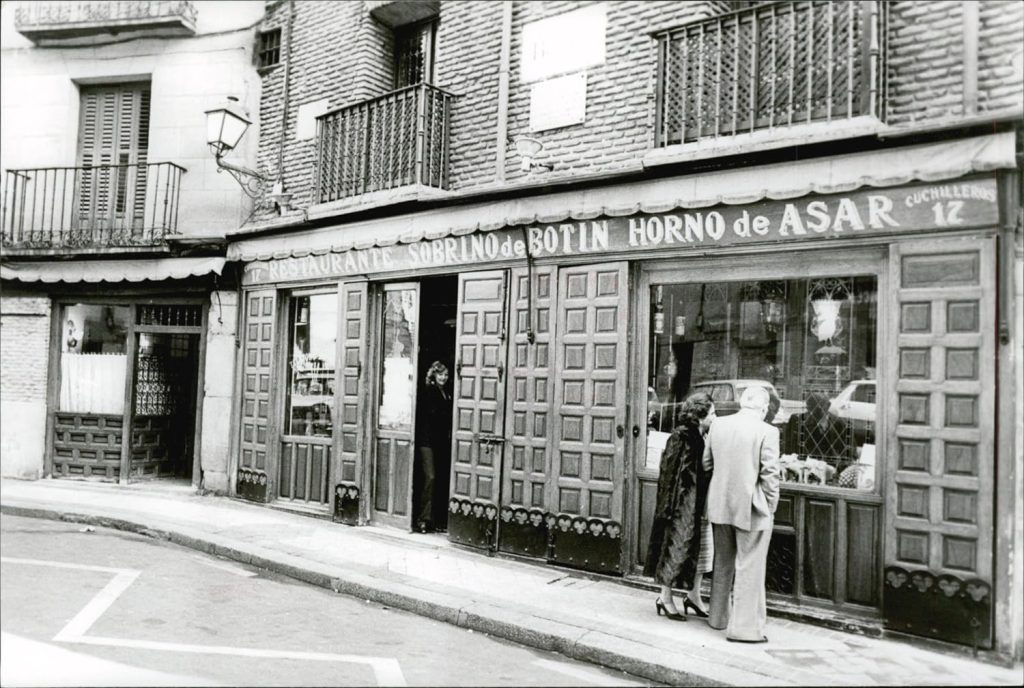 17 RESTAURANTE SOBRINO de BOTIN HORNO de ASAR
CUCHILLEROS
17